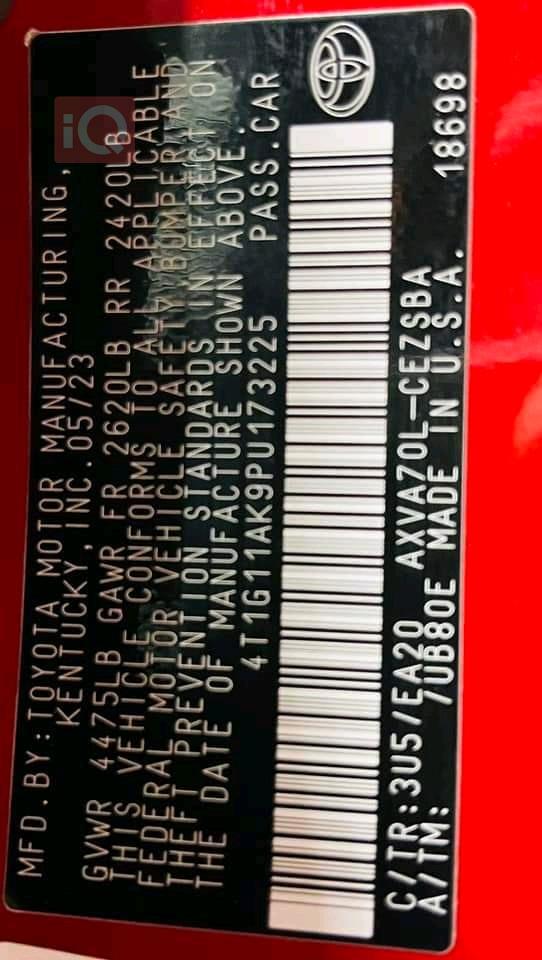 MFD.BY:TOYOTA MOTOR MANUFACTURING,
KENTUCKY, INC.05/23
GVWR 4475LB GAWR FR 2620LB RR 2420LB
THIS VEHICLE CONFORMS TO ALL APPLICABLE
FEDERAL MOTOR VEHICLE SAFETY, BUMPER,AND
THEFT PREVENTION STANDARDS IN EFFECT ON
THE DATE OF MANUFACTURE SHOWN ABOVE.
4T1G11AK9PU173225 PASS.CAR
C/TR:3U5/EA20 AXVA70L-CEZSBA
A/TM: /UB80E MADE IN U.S.A. 18698
iQ